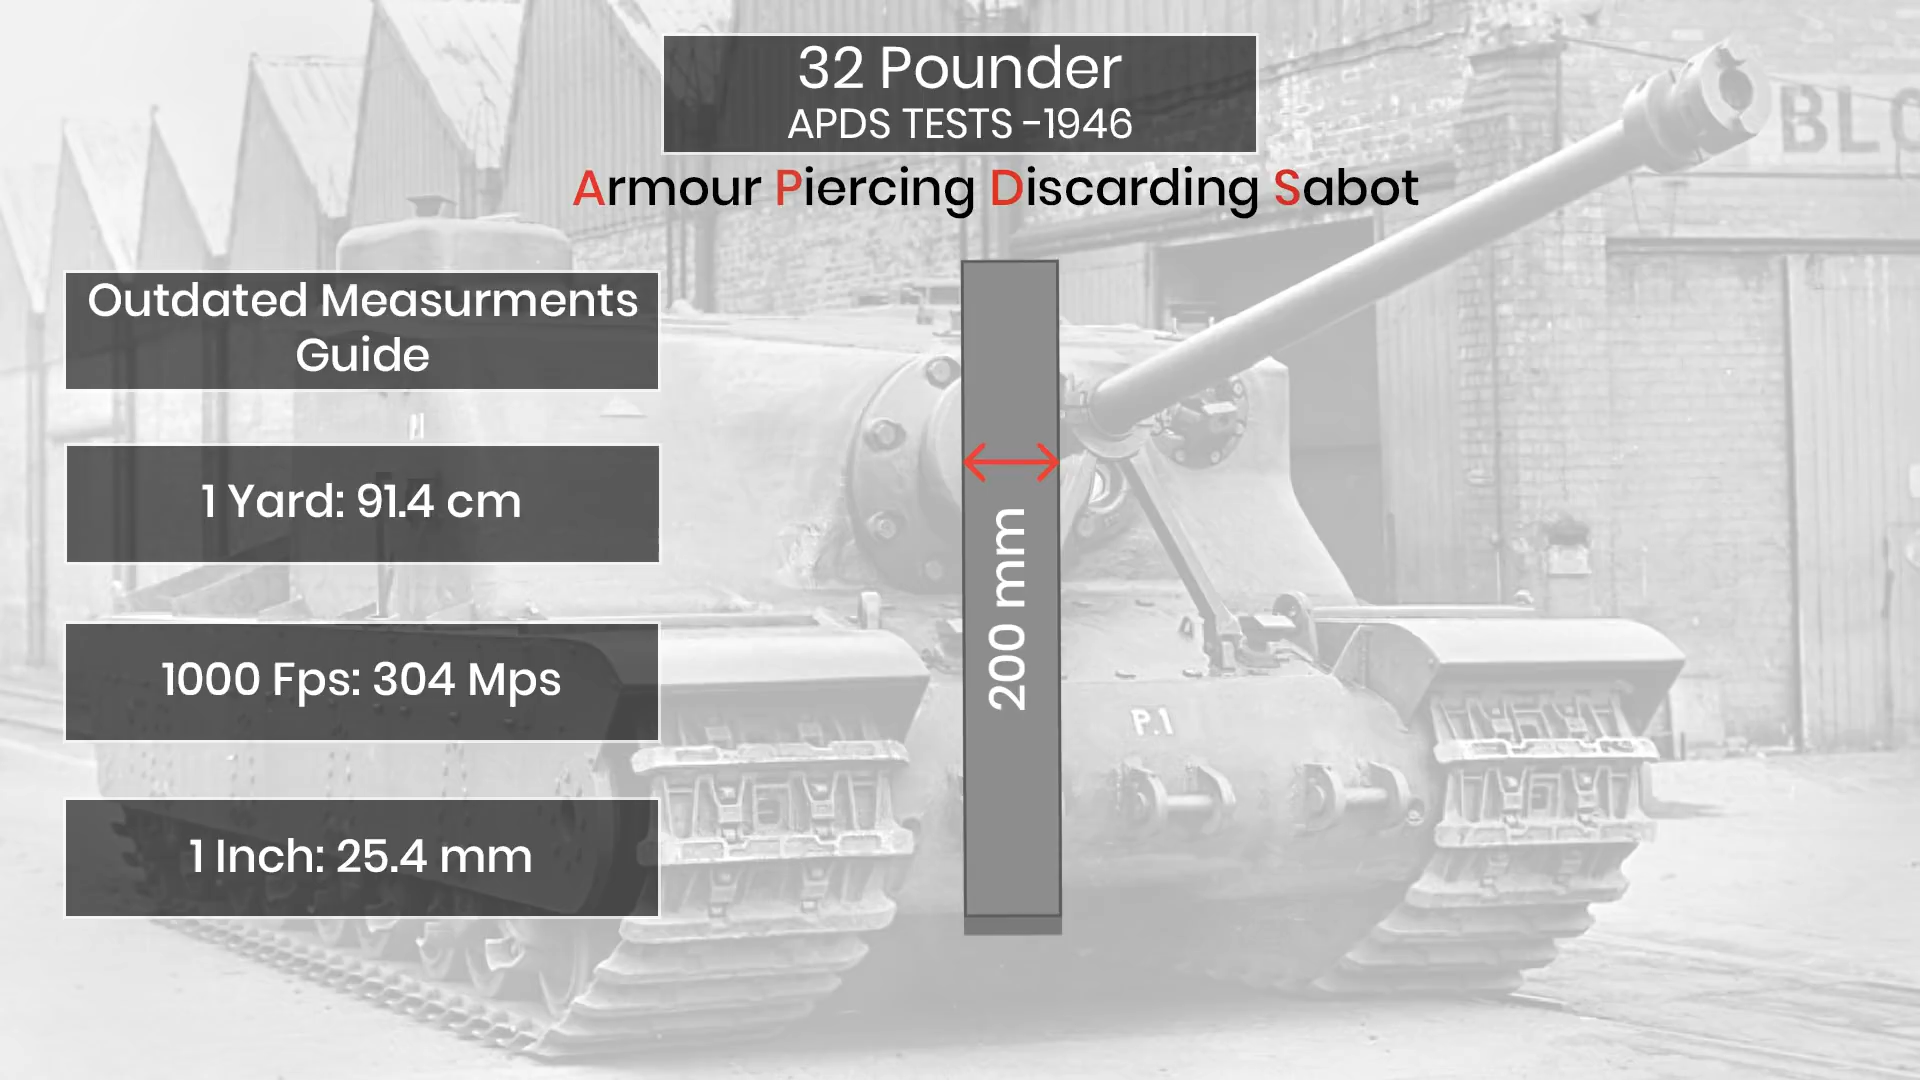 32 Pounder
APDS TESTS -1946
Armour Piercing Discarding Sabot
Outdated Measurments
Guide
1 Yard: 91.4 cm
1000 Fps: 304 Mps
1 Inch: 25.4 mm
200 mm
P.1
BLO